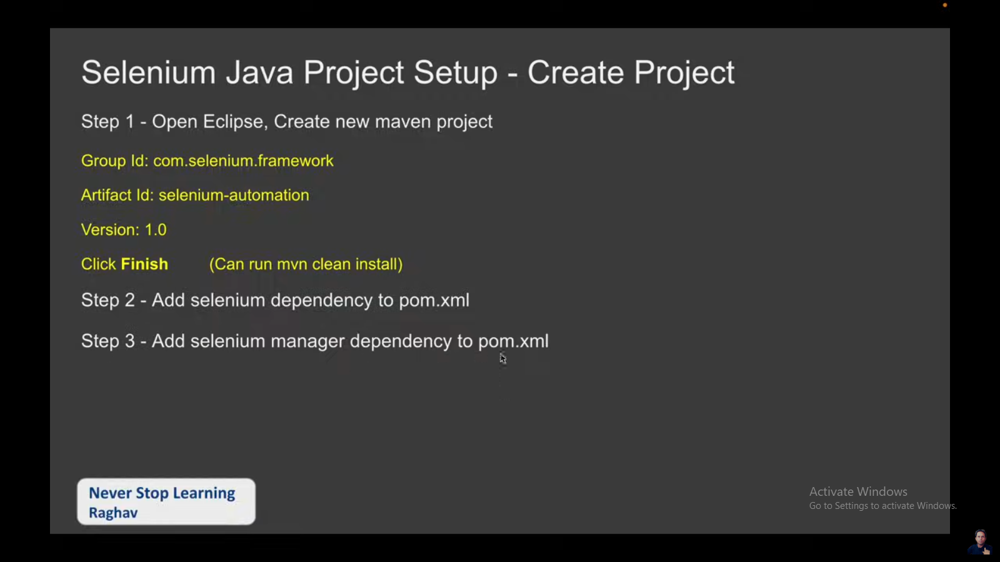 Selenium Java Project Setup - Create Project
Step 1 - Open Eclipse, Create new maven project
Group Id: com.selenium.framework
Artifact Id: selenium-automation
Version: 1.0
Click Finish (Can run mvn clean install)
Step 2 - Add selenium dependency to pom.xml
Step 3 - Add selenium manager dependency to pom.xml
Never Stop Learning
Raghav
Activate Windows
Go to Settings to activate Windows.